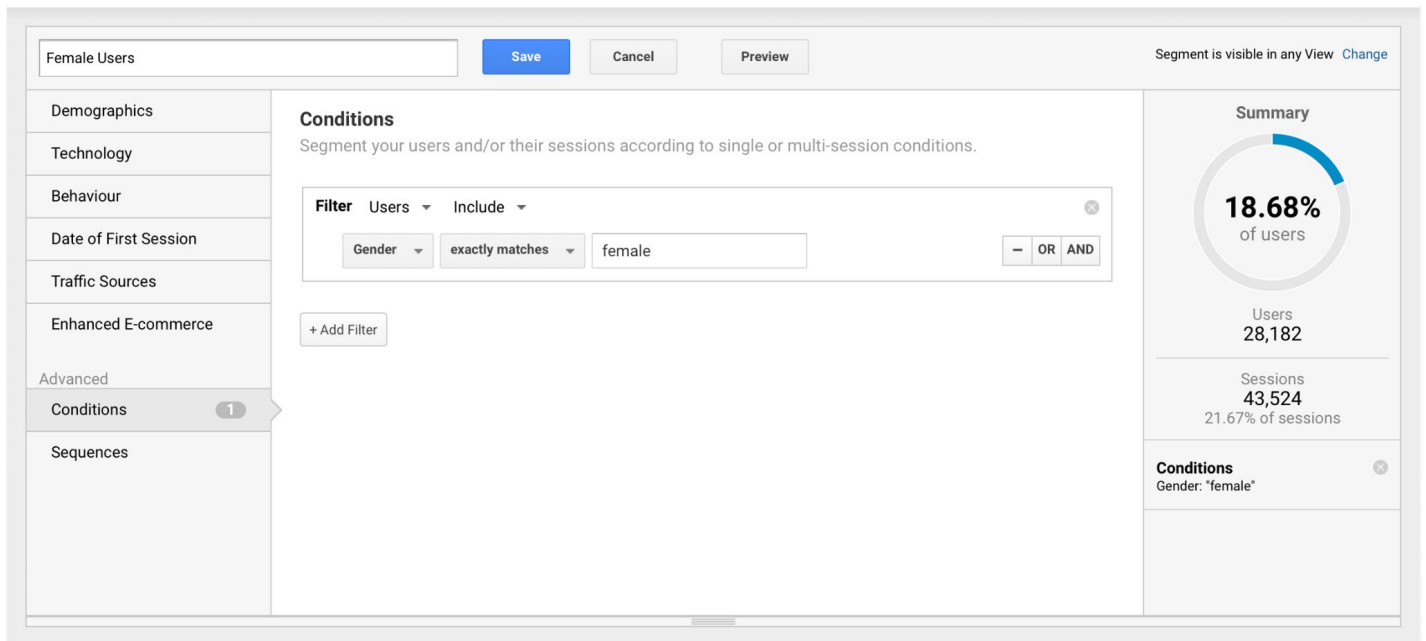 Female Users
Save
Cancel
Preview
Segment is visible in any View Change
Demographics
Technology
Behaviour
Date of First Session
Traffic Sources
Enhanced E-commerce
Advanced
Conditions 1
Sequences
Conditions
Segment your users and/or their sessions according to single or multi-session conditions.
Filter Users Include
Gender exactly matches female – OR AND
+ Add Filter
Summary
18.68%
of users
Users
28,182
Sessions
43,524
21.67% of sessions
Conditions
Gender: "female"